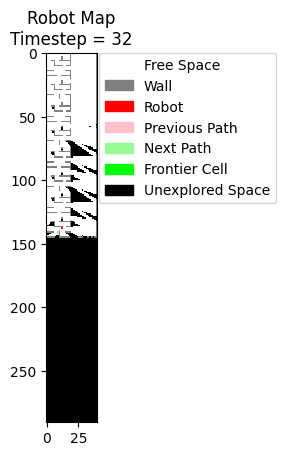 Robot Map
Timestep = 32
Free Space
Wall
Robot
Previous Path
Next Path
Frontier Cell
Unexplored Space
0
50
100
150
200
250
0 25